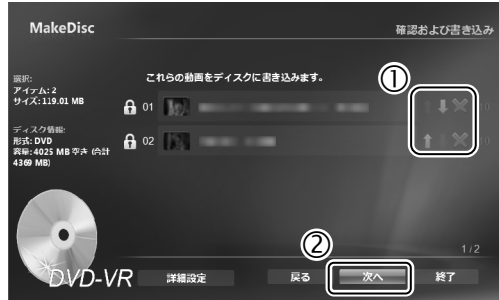 MakeDisc
確認および書き込み
選択:
アイテム: 2
サイズ: 119.01 MB
これらの動画をディスクに書き込みます。
①
01
02
ディスク情報:
形式: DVD
容量: 4025 MB 空き (合計
4369 MB)
②
1/2
DVD-VR
詳細設定
戻る
次へ
終了